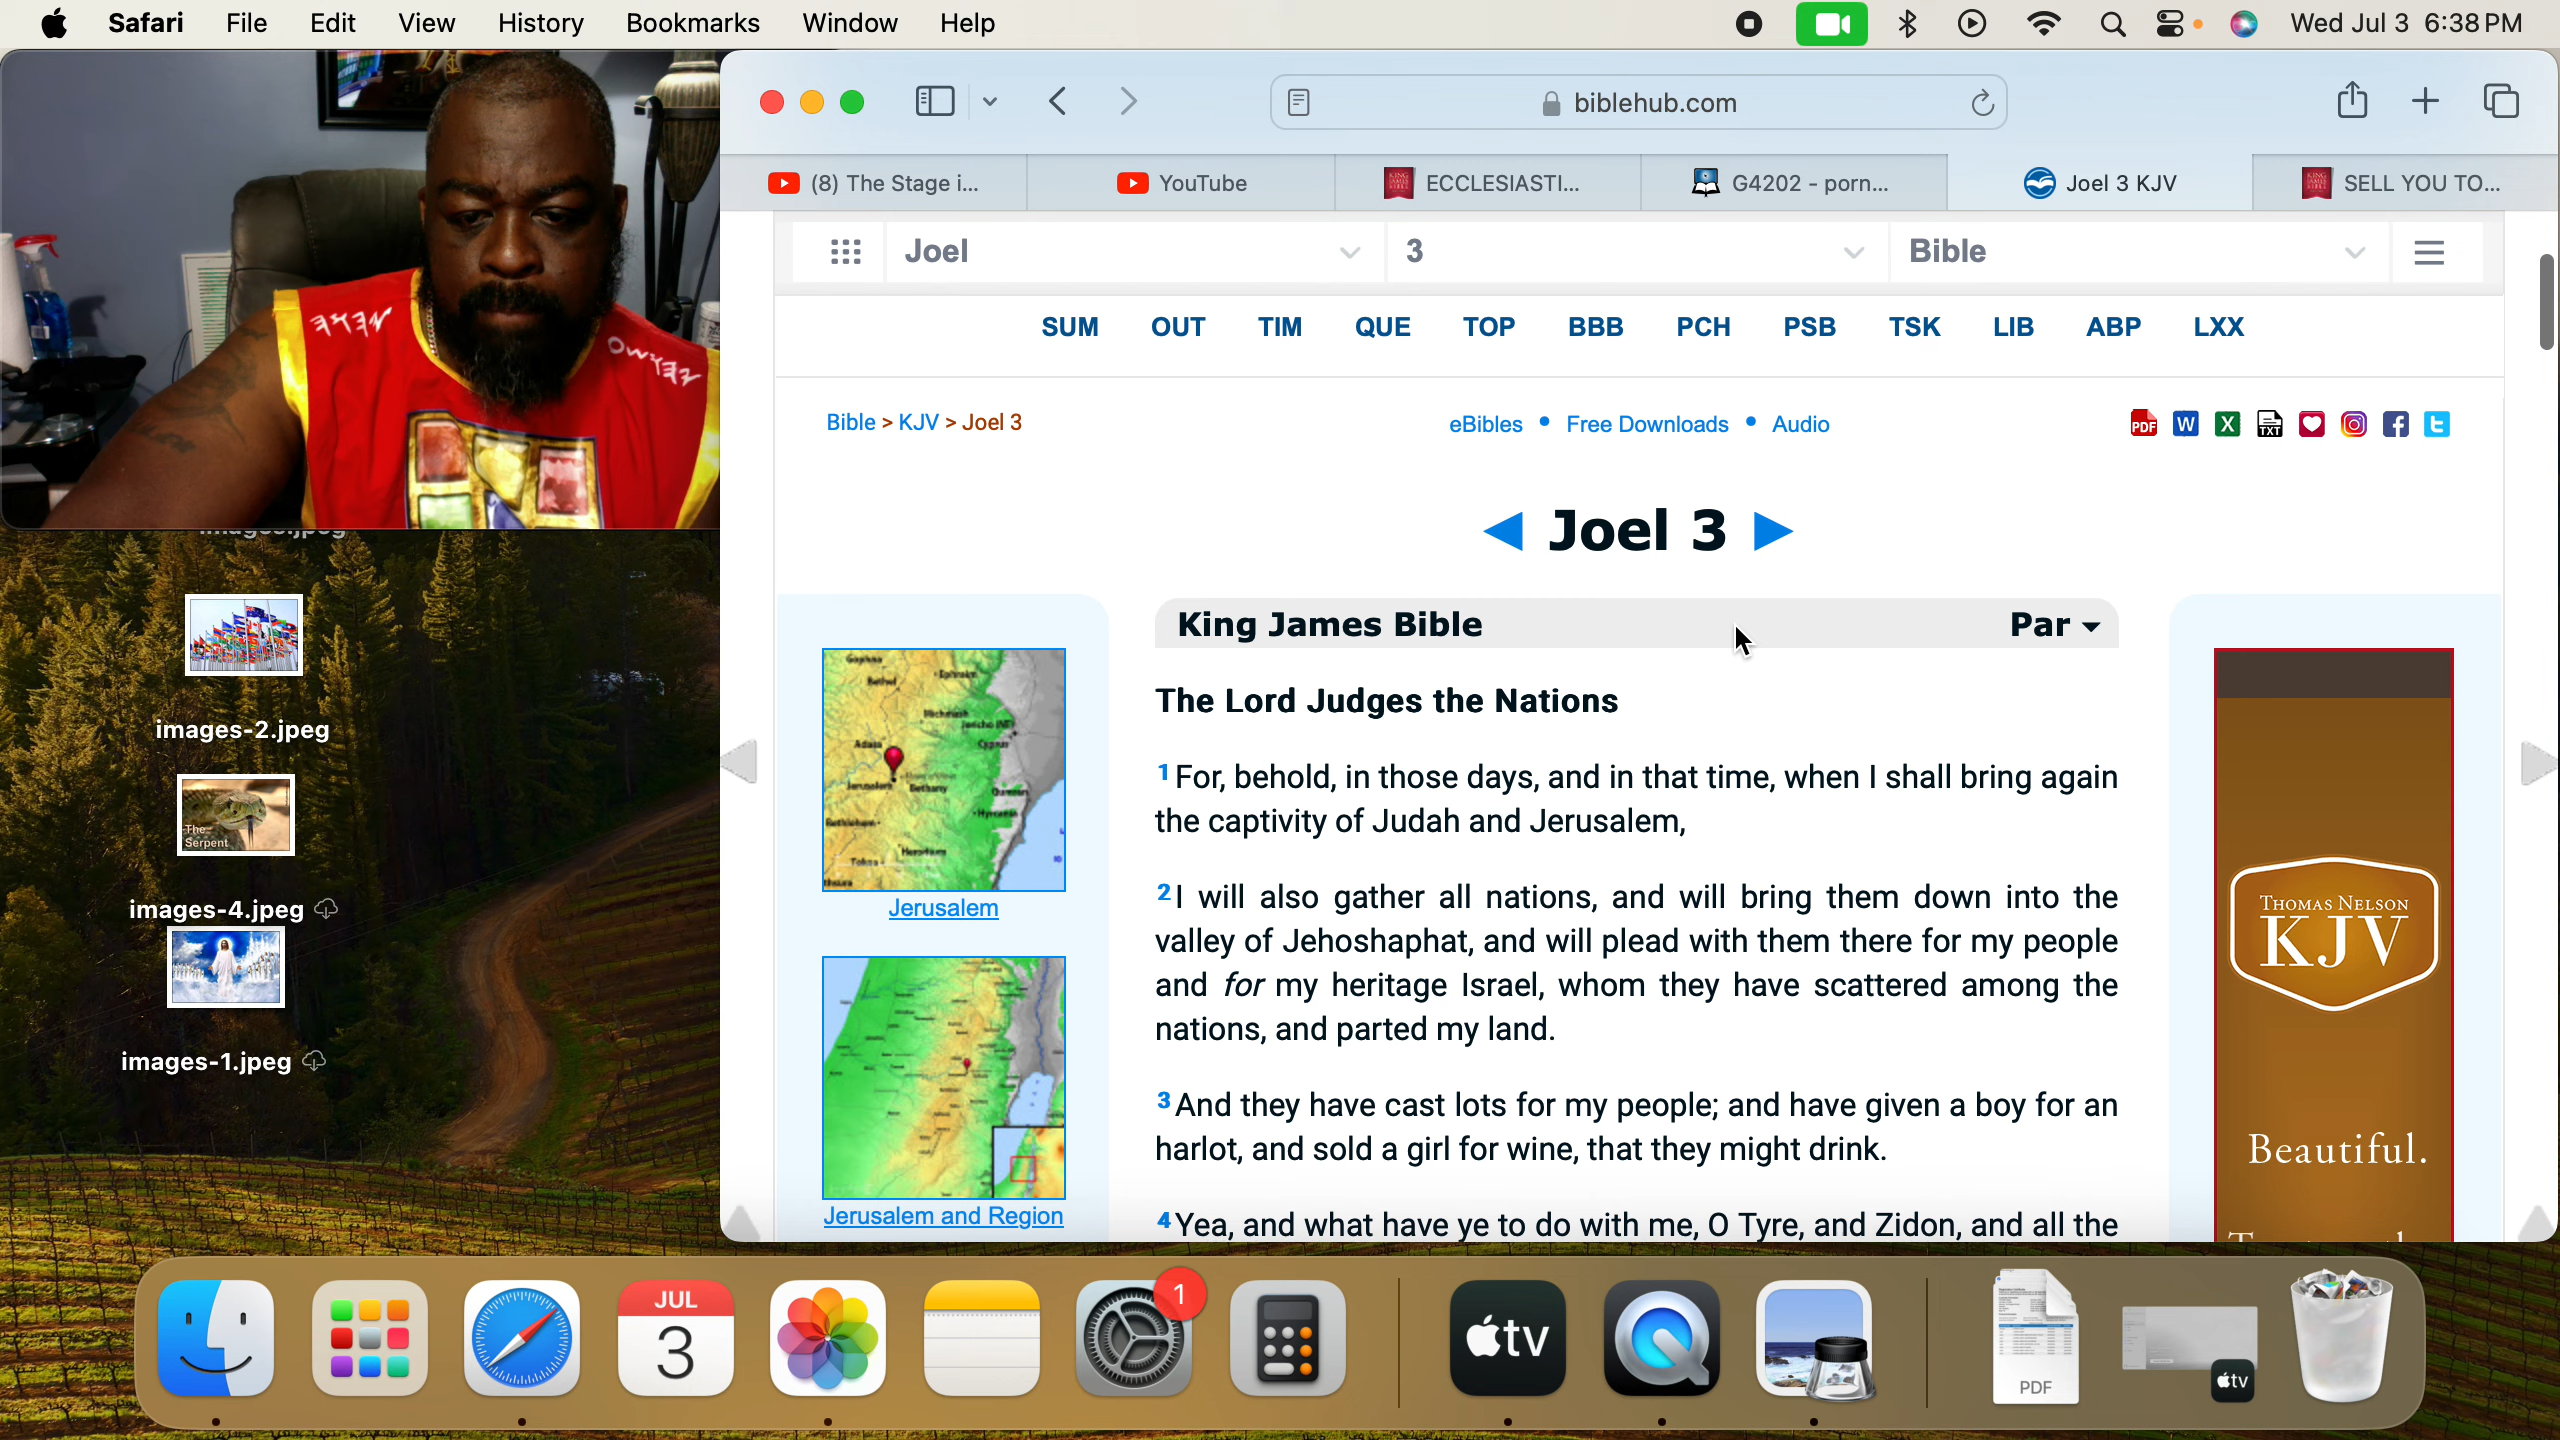 Safari File Edit View History Bookmarks Window Help Wed Jul 3 6:38 PM
biblehub.com
(8) The Stage i... YouTube ECCLESIASTI... G4202 - porn... Joel 3 KJV SELL YOU TO...
Joel 3 Bible
SUM OUT TIM QUE TOP BBB PCH PSB TSK LIB ABP LXX
Bible > KJV > Joel 3 eBibles • Free Downloads • Audio
PDF W X TXT
◀ Joel 3 ▶
King James Bible Par
The Lord Judges the Nations
1 For, behold, in those days, and in that time, when I shall bring again
the captivity of Judah and Jerusalem,
2 I will also gather all nations, and will bring them down into the
valley of Jehoshaphat, and will plead with them there for my people
and for my heritage Israel, whom they have scattered among the
nations, and parted my land.
3 And they have cast lots for my people; and have given a boy for an
harlot, and sold a girl for wine, that they might drink.
4 Yea, and what have ye to do with me, O Tyre, and Zidon, and all the
Jerusalem
Jerusalem and Region
THOMAS NELSON
KJV
Beautiful.
images-2.jpeg
The
Serpent
images-4.jpeg
images-1.jpeg
JUL
3
1
tv
PDF
tv